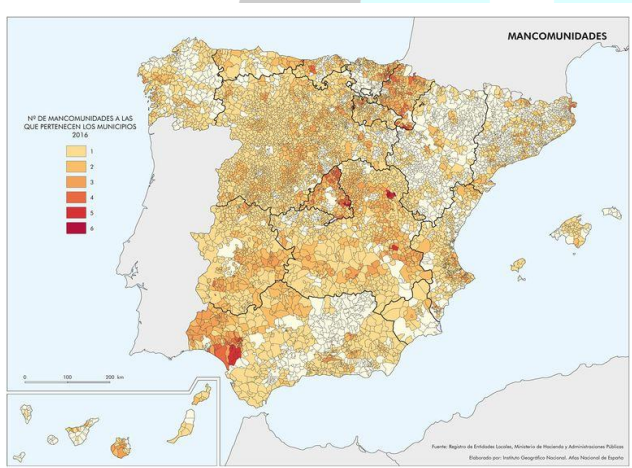 MANCOMUNIDADES
Nº DE MANCOMUNIDADES A LAS
QUE PERTENECEN LOS MUNICIPIOS
2016
1
2
3
4
5
6
0 100 200 km
Fuente: Registro de Entidades Locales, Ministerio de Hacienda y Administraciones Públicas
Elaborado por: Instituto Geográfico Nacional. Atlas Nacional de España